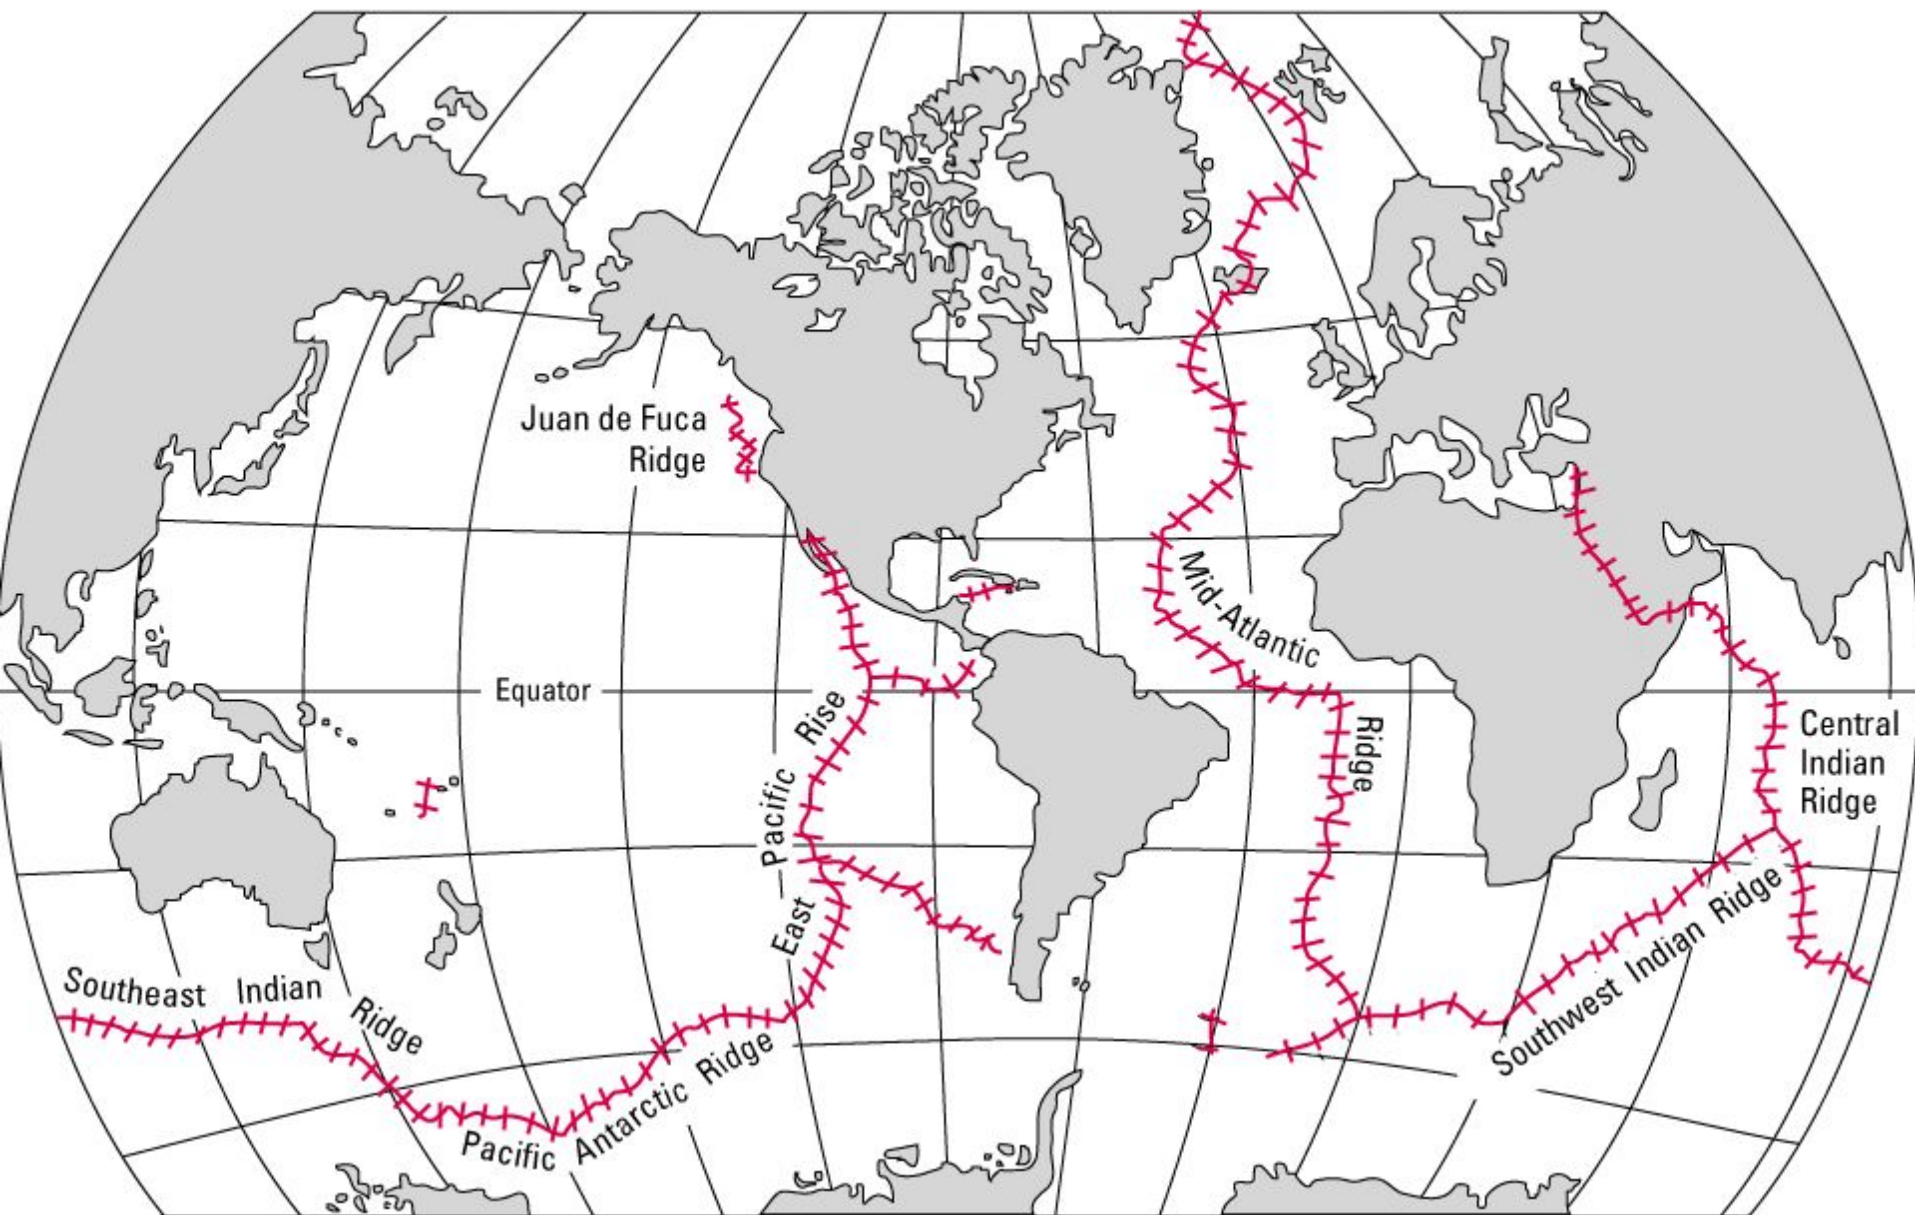 Juan de Fuca
Ridge
Mid-Atlantic
Ridge
Equator
East Pacific Rise
Central
Indian
Ridge
Southeast Indian Ridge
Southwest Indian Ridge
Pacific Antarctic Ridge